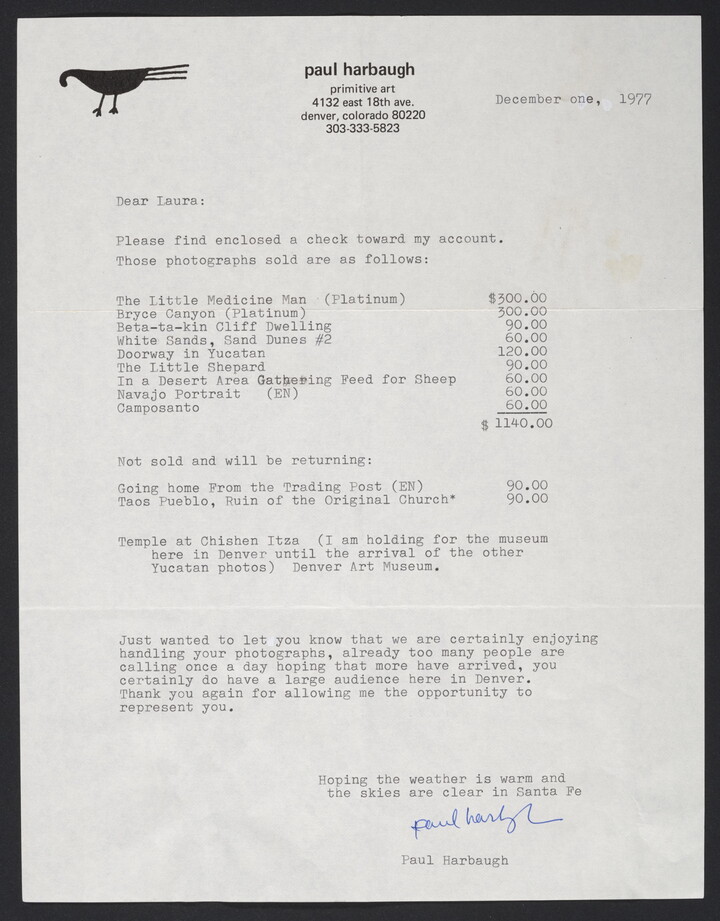 paul harbaugh
primitive art
4132 east 18th ave.
denver, colorado 80220
303-333-5823
December one, 1977
Dear Laura:
Please find enclosed a check toward my account.
Those photographs sold are as follows:
The Little Medicine Man (Platinum) $300.00
Bryce Canyon (Platinum) 300.00
Beta-ta-kin Cliff Dwelling 90.00
White Sands, Sand Dunes #2 60.00
Doorway in Yucatan 120.00
The Little Shepard 90.00
In a Desert Area Gathering Feed for Sheep 60.00
Navajo Portrait (EN) 60.00
Camposanto 60.00
$ 1140.00
Not sold and will be returning:
Going home From the Trading Post (EN) 90.00
Taos Pueblo, Ruin of the Original Church* 90.00
Temple at Chishen Itza (I am holding for the museum
here in Denver until the arrival of the other
Yucatan photos) Denver Art Museum.
Just wanted to let you know that we are certainly enjoying
handling your photographs, already too many people are
calling once a day hoping that more have arrived, you
certainly do have a large audience here in Denver.
Thank you again for allowing me the opportunity to
represent you.
Hoping the weather is warm and
the skies are clear in Santa Fe
paul harbgh
Paul Harbaugh